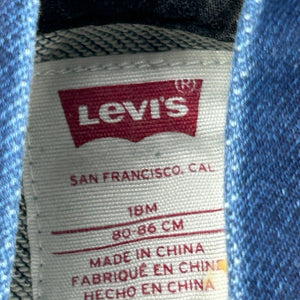 Levi's
(R)
SAN FRANCISCO, CAL
18M
80-86 CM
MADE IN CHINA
FABRIQUÉ EN CHINE
HECHO EN CHINA